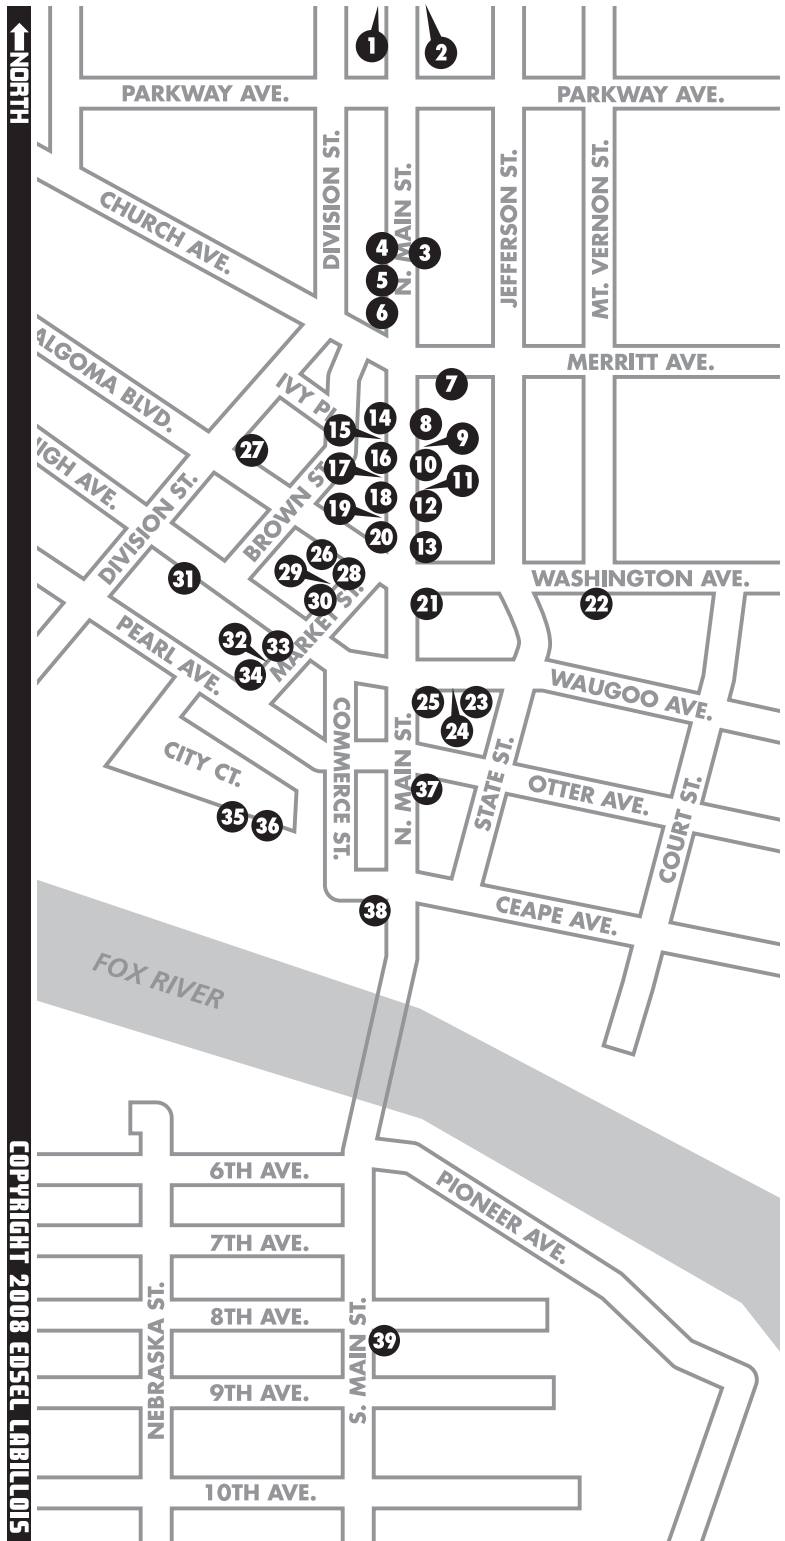 NORTH
1
2
PARKWAY AVE.
PARKWAY AVE.
DIVISION ST.
N. MAIN ST.
JEFFERSON ST.
MT. VERNON ST.
CHURCH AVE.
4
3
5
6
MERRITT AVE.
ALGOMA BLVD.
IVY PL
7
14
8
15
9
27
16
10
17
11
HIGH AVE.
18
12
19
BROWN ST.
DIVISION ST.
20
13
26
29
28
31
WASHINGTON AVE.
30
21
22
MARKET ST.
PEARL AVE.
32
33
34
WAUGOO AVE.
25
23
24
COMMERCE ST.
N. MAIN ST.
CITY CT.
STATE ST.
37
OTTER AVE.
COURT ST.
35
36
38
CEAPE AVE.
FOX RIVER
6TH AVE.
PIONEER AVE.
7TH AVE.
NEBRASKA ST.
S. MAIN ST.
8TH AVE.
39
9TH AVE.
10TH AVE.
COPYRIGHT 2008 EDSEL LABILLOIS